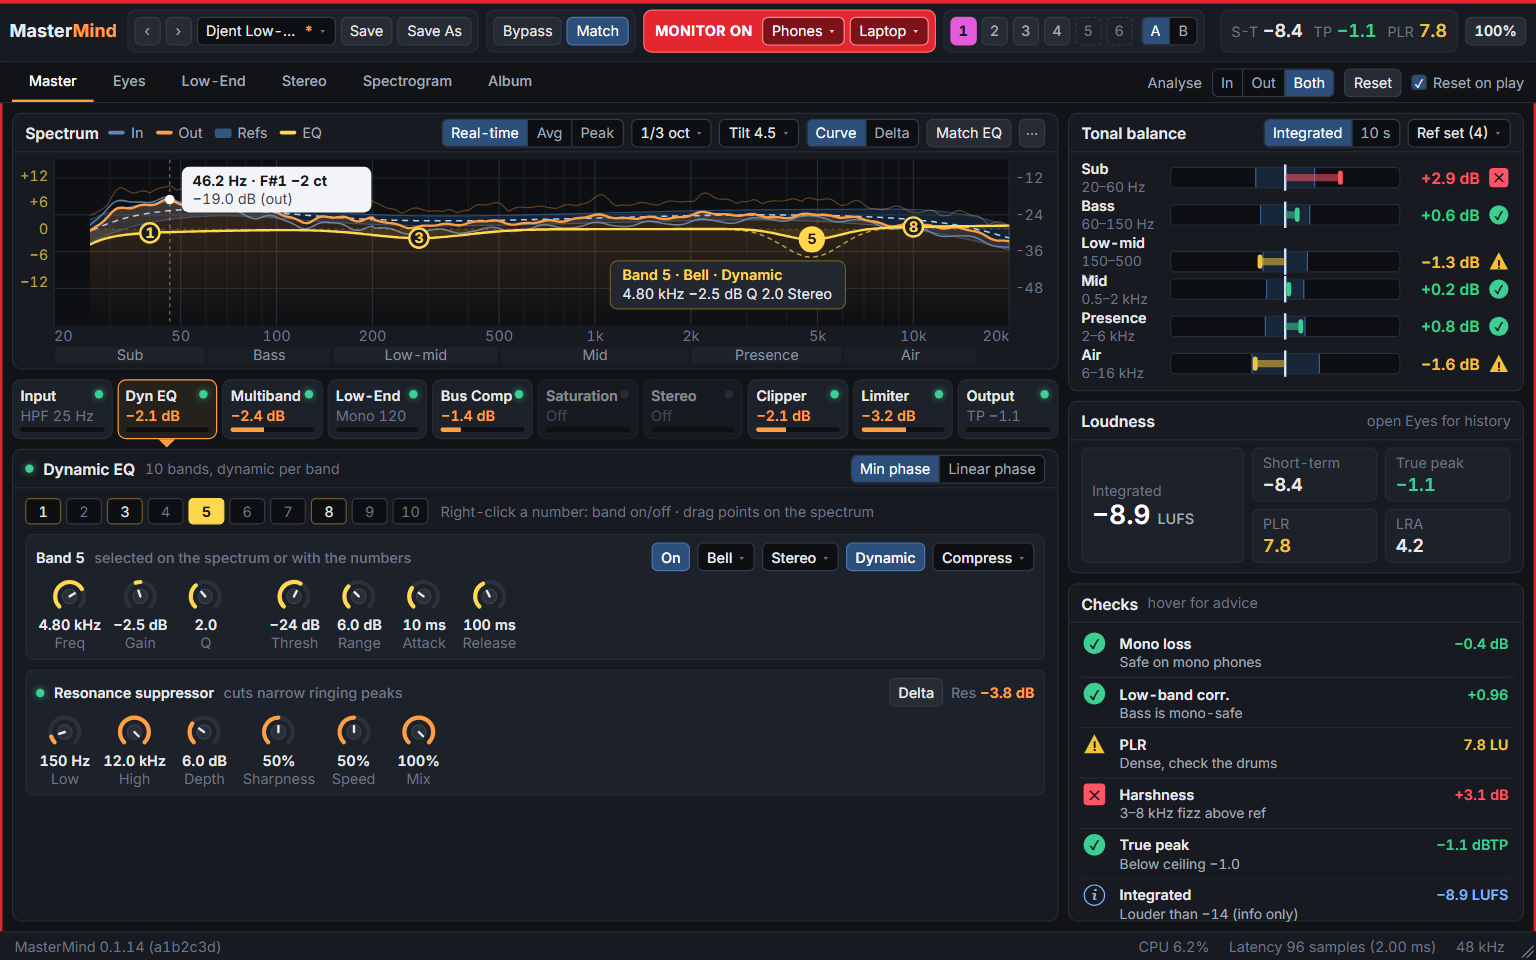 MasterMind ‹ › Djent Low-... * Save Save As Bypass Match MONITOR ON Phones Laptop 1 2 3 4 5 6 A B S-T −8.4 TP −1.1 PLR 7.8 100%
Master Eyes Low-End Stereo Spectrogram Album Analyse In Out Both Reset Reset on play
Spectrum In Out Refs EQ Real-time Avg Peak 1/3 oct Tilt 4.5 Curve Delta Match EQ ...
46.2 Hz · F#1 −2 ct
−19.0 dB (out)
+12
+6
0
−6
−12
-12
-24
-36
-48
1 3 5 8
Band 5 · Bell · Dynamic
4.80 kHz −2.5 dB Q 2.0 Stereo
20 50 100 200 500 1k 2k 5k 10k 20k
Sub Bass Low-mid Mid Presence Air
Input
HPF 25 Hz
Dyn EQ
−2.1 dB
Multiband
−2.4 dB
Low-End
Mono 120
Bus Comp
−1.4 dB
Saturation
Off
Stereo
Off
Clipper
−2.1 dB
Limiter
−3.2 dB
Output
TP −1.1
Dynamic EQ 10 bands, dynamic per band Min phase Linear phase
1 2 3 4 5 6 7 8 9 10 Right-click a number: band on/off · drag points on the spectrum
Band 5 selected on the spectrum or with the numbers On Bell Stereo Dynamic Compress
4.80 kHz −2.5 dB 2.0 −24 dB 6.0 dB 10 ms 100 ms
Freq Gain Q Thresh Range Attack Release
Resonance suppressor cuts narrow ringing peaks Delta Res −3.8 dB
150 Hz 12.0 kHz 6.0 dB 50% 50% 100%
Low High Depth Sharpness Speed Mix
Tonal balance Integrated 10 s Ref set (4)
Sub
20–60 Hz
+2.9 dB
Bass
60–150 Hz
+0.6 dB
Low-mid
150–500
−1.3 dB
Mid
0.5–2 kHz
+0.2 dB
Presence
2–6 kHz
+0.8 dB
Air
6–16 kHz
−1.6 dB
Loudness open Eyes for history
Integrated
−8.9 LUFS
Short-term
−8.4
True peak
−1.1
PLR
7.8
LRA
4.2
Checks hover for advice
Mono loss −0.4 dB
Safe on mono phones
Low-band corr. +0.96
Bass is mono-safe
PLR 7.8 LU
Dense, check the drums
Harshness +3.1 dB
3–8 kHz fizz above ref
True peak −1.1 dBTP
Below ceiling −1.0
Integrated −8.9 LUFS
Louder than −14 (info only)
MasterMind 0.1.14 (a1b2c3d) CPU 6.2% Latency 96 samples (2.00 ms) 48 kHz